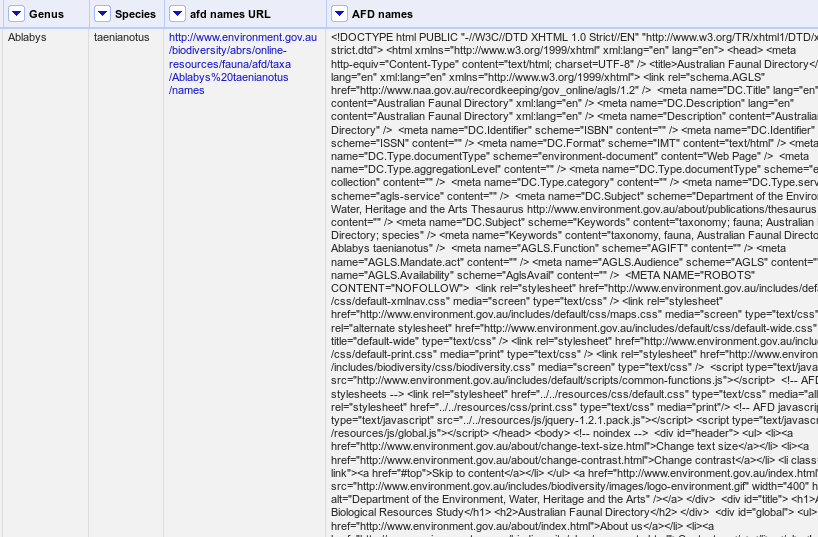 Genus Species afd names URL AFD names
Ablabys taenianotus http://www.environment.gov.au
/biodiversity/abrs/online-
resources/fauna/afd/taxa
/Ablabys%20taenianotus
/names
<!DOCTYPE html PUBLIC "-//W3C//DTD XHTML 1.0 Strict//EN" "http://www.w3.org/TR/xhtml1/DTD/x
strict.dtd"> <html xmlns="http://www.w3.org/1999/xhtml" xml:lang="en" lang="en"> <head> <meta
http-equiv="Content-Type" content="text/html; charset=UTF-8" /> <title>Australian Faunal Directory</
lang="en" xml:lang="en" xmlns="http://www.w3.org/1999/xhtml"> <link rel="schema.AGLS"
href="http://www.naa.gov.au/recordkeeping/gov_online/agls/1.2" /> <meta name="DC.Title" lang="en"
content="Australian Faunal Directory" xml:lang="en" /> <meta name="DC.Description" lang="en"
content="Australian Faunal Directory" xml:lang="en" /> <meta name="Description" content="Australia
Directory" /> <meta name="DC.Identifier" scheme="ISBN" content="" /> <meta name="DC.Identifier"
scheme="ISSN" content="" /> <meta name="DC.Format" scheme="IMT" content="text/html" /> <meta
name="DC.Type.documentType" scheme="environment-document" content="Web Page" /> <meta
name="DC.Type.aggregationLevel" content="" /> <meta name="DC.Type.documentType" scheme="e
collection" content="" /> <meta name="DC.Type.category" content="" /> <meta name="DC.Type.serv
scheme="agls-service" content="" /> <meta name="DC.Subject" scheme="Department of the Enviro
Water, Heritage and the Arts Thesaurus http://www.environment.gov.au/about/publications/thesaurus
content="" /> <meta name="DC.Subject" scheme="Keywords" content="taxonomy; fauna; Australian
Directory; species" /> <meta name="Keywords" content="taxonomy, fauna, Australian Faunal Directo
Ablabys taenianotus" /> <meta name="AGLS.Function" scheme="AGIFT" content="" /> <meta
name="AGLS.Mandate.act" content="" /> <meta name="AGLS.Audience" scheme="AGLS" content=""
name="AGLS.Availability" scheme="AglsAvail" content="" /> <META NAME="ROBOTS"
CONTENT="NOFOLLOW"> <link rel="stylesheet" href="http://www.environment.gov.au/includes/def
/css/default-xmlnav.css" media="screen" type="text/css" /> <link rel="stylesheet"
href="http://www.environment.gov.au/includes/default/css/maps.css" media="screen" type="text/css"
rel="alternate stylesheet" href="http://www.environment.gov.au/includes/default/css/default-wide.css"
title="default-wide" type="text/css" /> <link rel="stylesheet" href="http://www.environment.gov.au/inclu
/css/default-print.css" media="print" type="text/css" /> <link rel="stylesheet" href="http://www.environ
/includes/biodiversity/css/biodiversity.css" media="screen" type="text/css" /> <script type="text/java
src="http://www.environment.gov.au/includes/default/scripts/common-functions.js"></script> <!-- AFD
stylesheets --> <link rel="stylesheet" href="../../resources/css/default.css" type="text/css" media="all
rel="stylesheet" href="../../resources/css/print.css" type="text/css" media="print"/> <!-- AFD javascrip
type="text/javascript" src="../../resources/js/jquery-1.2.1.pack.js"></script> <script type="text/javasc
/resources/js/global.js"></script> </head> <body> <!-- noindex --> <div id="header"> <ul> <li><a
href="http://www.environment.gov.au/about/change-text-size.html">Change text size</a></li> <li><a
href="http://www.environment.gov.au/about/change-contrast.html">Change contrast</a></li> <li class
link"><a href="#top">Skip to content</a></li> </ul> <a href="http://www.environment.gov.au/index.html"
src="http://www.environment.gov.au/includes/biodiversity/images/logo-environment.gif" width="400" h
alt="Department of the Environment, Water, Heritage and the Arts" /></a> </div> <div id="title"> <h1>A
Biological Resources Study</h1> <h2>Australian Faunal Directory</h2> </div> <div id="global"> <ul>
href="http://www.environment.gov.au/about/index.html">About us</a></li> <li><a